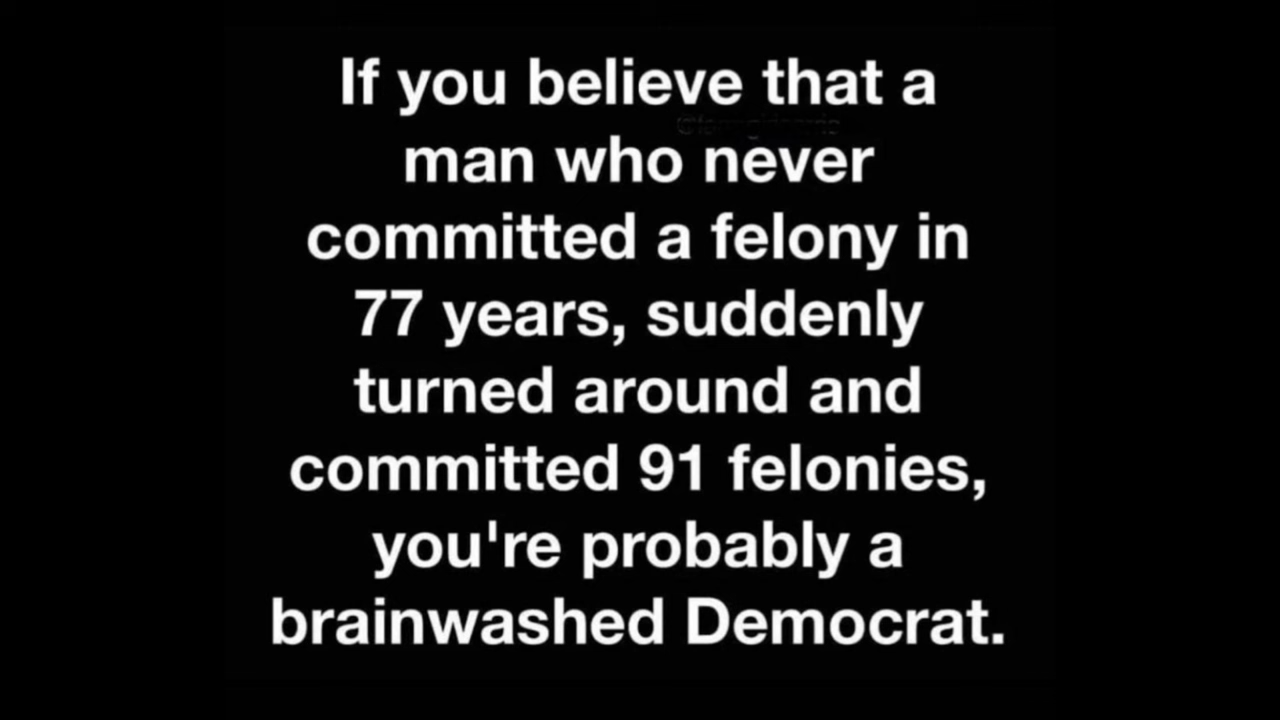 If you believe that a
man who never
committed a felony in
77 years, suddenly
turned around and
committed 91 felonies,
you're probably a
brainwashed Democrat.